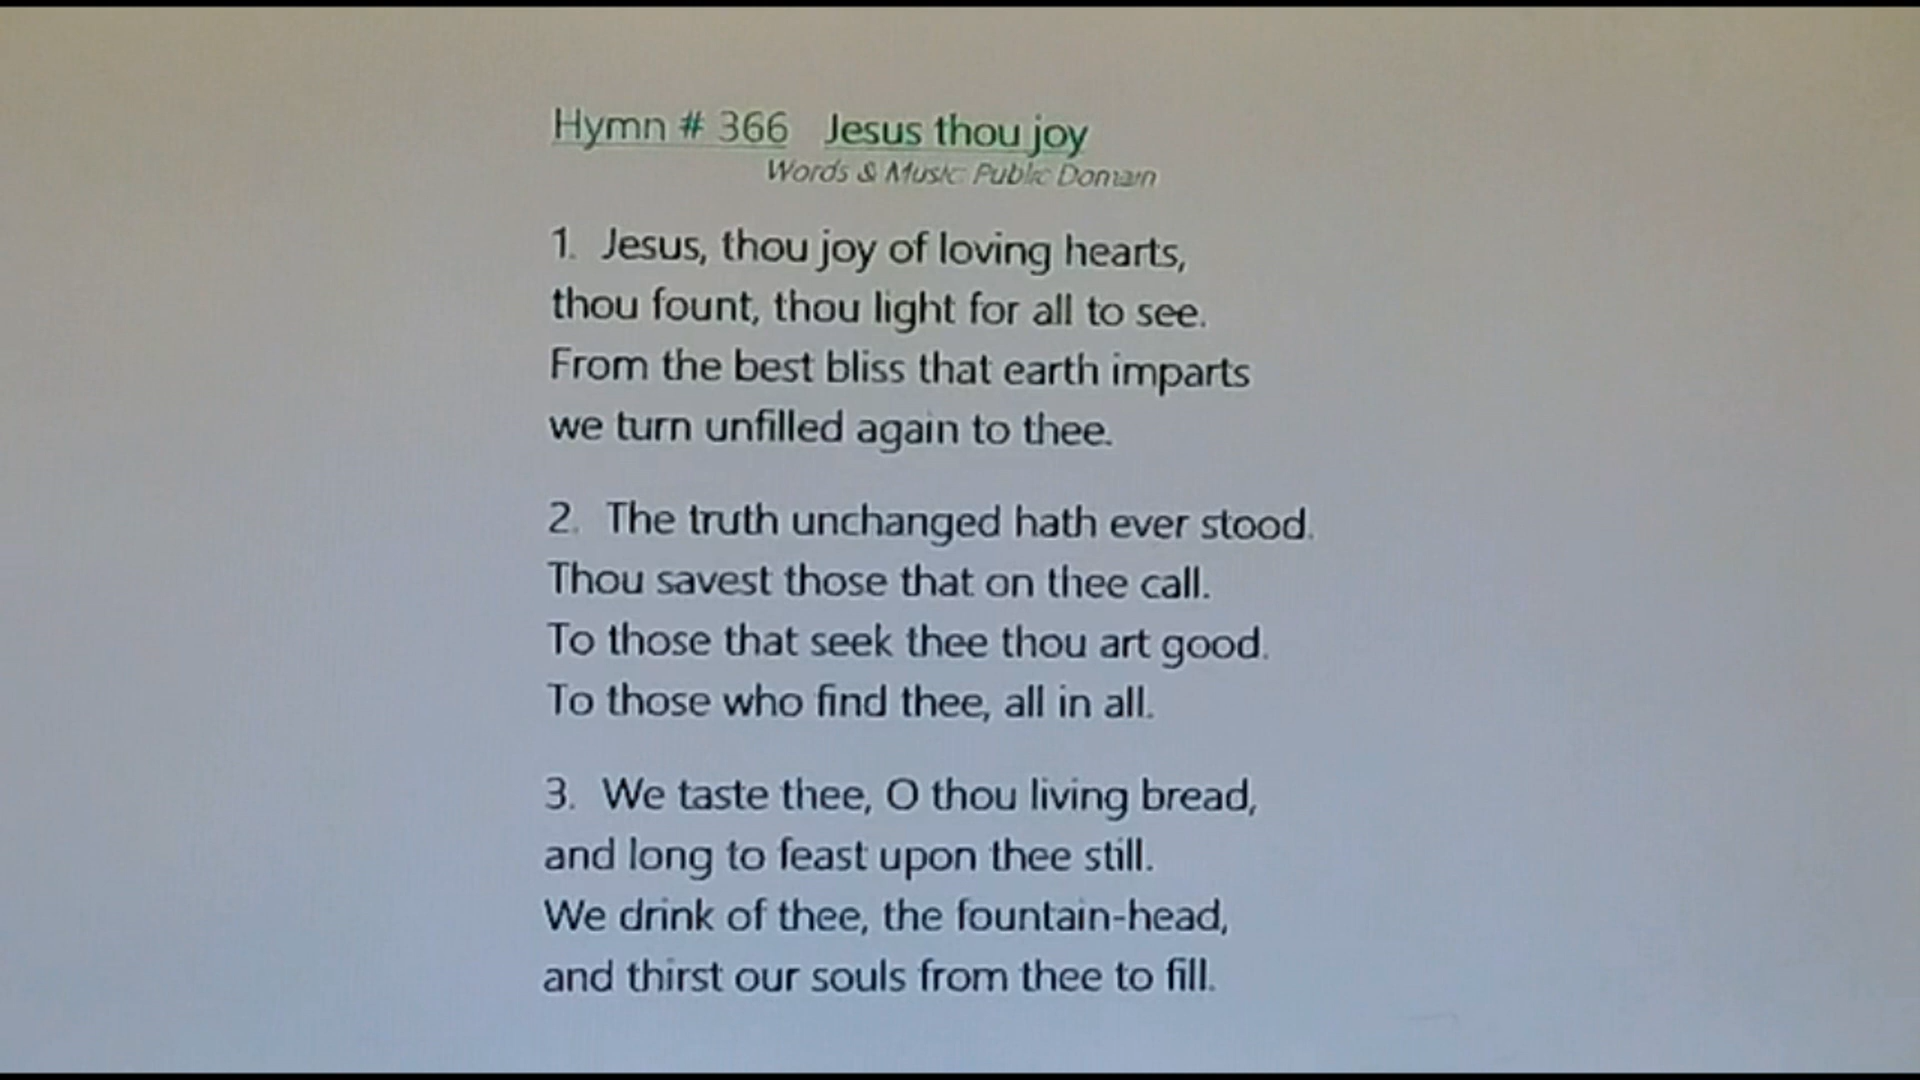 Hymn # 366 Jesus thou joy
Words & Music: Public Domain
1. Jesus, thou joy of loving hearts,
thou fount, thou light for all to see.
From the best bliss that earth imparts
we turn unfilled again to thee.
2. The truth unchanged hath ever stood.
Thou savest those that on thee call.
To those that seek thee thou art good.
To those who find thee, all in all.
3. We taste thee, O thou living bread,
and long to feast upon thee still.
We drink of thee, the fountain-head,
and thirst our souls from thee to fill.